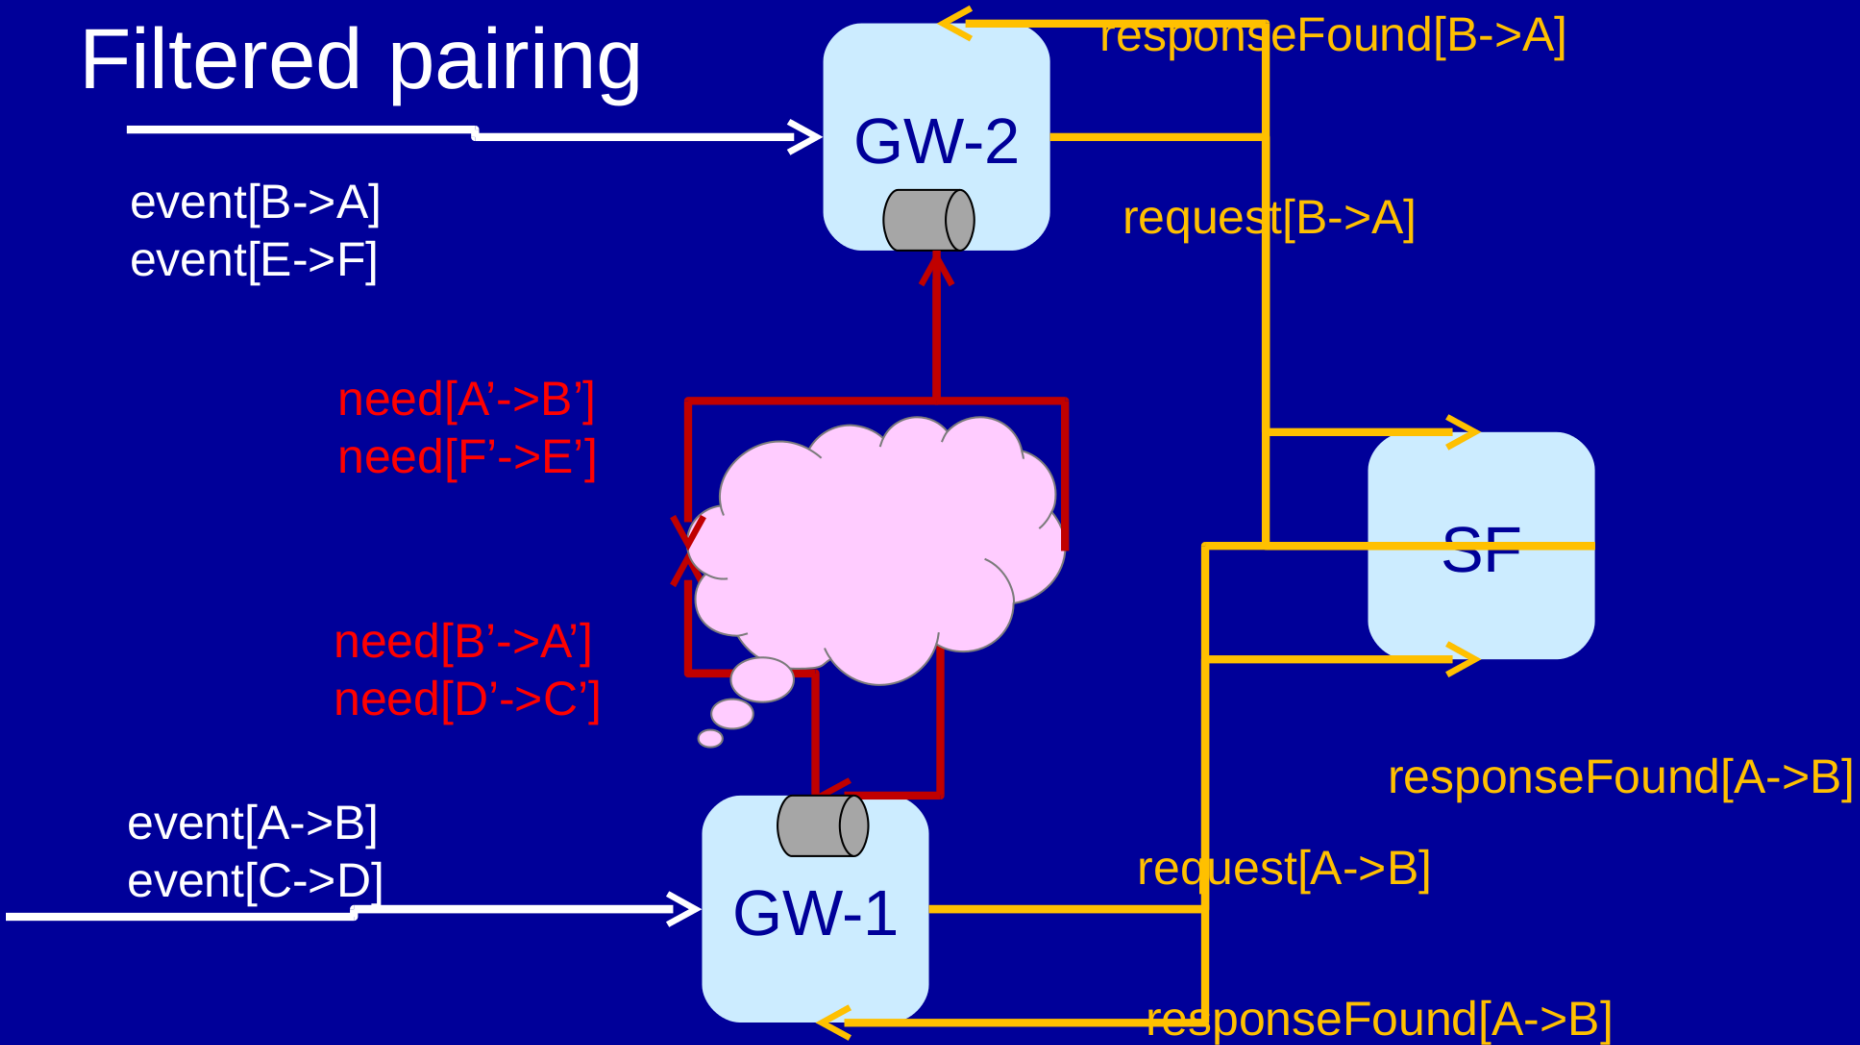 Filtered pairing
responseFound[B->A]
GW-2
event[B->A]
event[E->F]
request[B->A]
need[A’->B’]
need[F’->E’]
SF
need[B’->A’]
need[D’->C’]
responseFound[A->B]
event[A->B]
event[C->D]
request[A->B]
GW-1
responseFound[A->B]